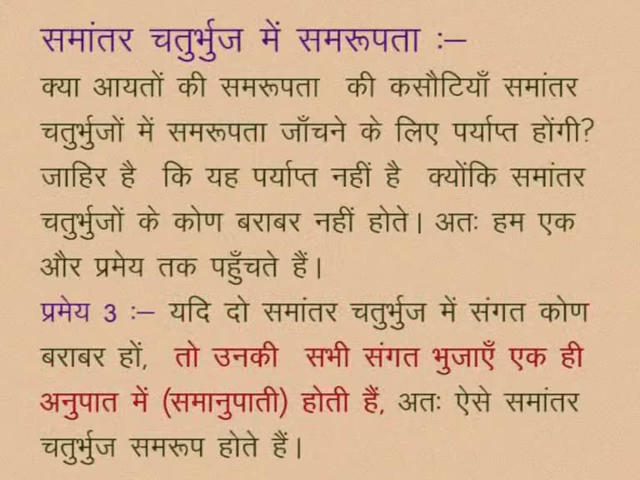 समांतर चतुर्भुज में समरूपता :–
क्या आयतों की समरूपता की कसौटियाँ समांतर
चतुर्भुजों में समरूपता जाँचने के लिए पर्याप्त होंगी?
जाहिर है कि यह पर्याप्त नहीं है क्योंकि समांतर
चतुर्भुजों के कोण बराबर नहीं होते। अतः हम एक
और प्रमेय तक पहुँचते हैं।
प्रमेय 3 :– यदि दो समांतर चतुर्भुज में संगत कोण
बराबर हों, तो उनकी सभी संगत भुजाएँ एक ही
अनुपात में (समानुपाती) होती हैं, अतः ऐसे समांतर
चतुर्भुज समरूप होते हैं।